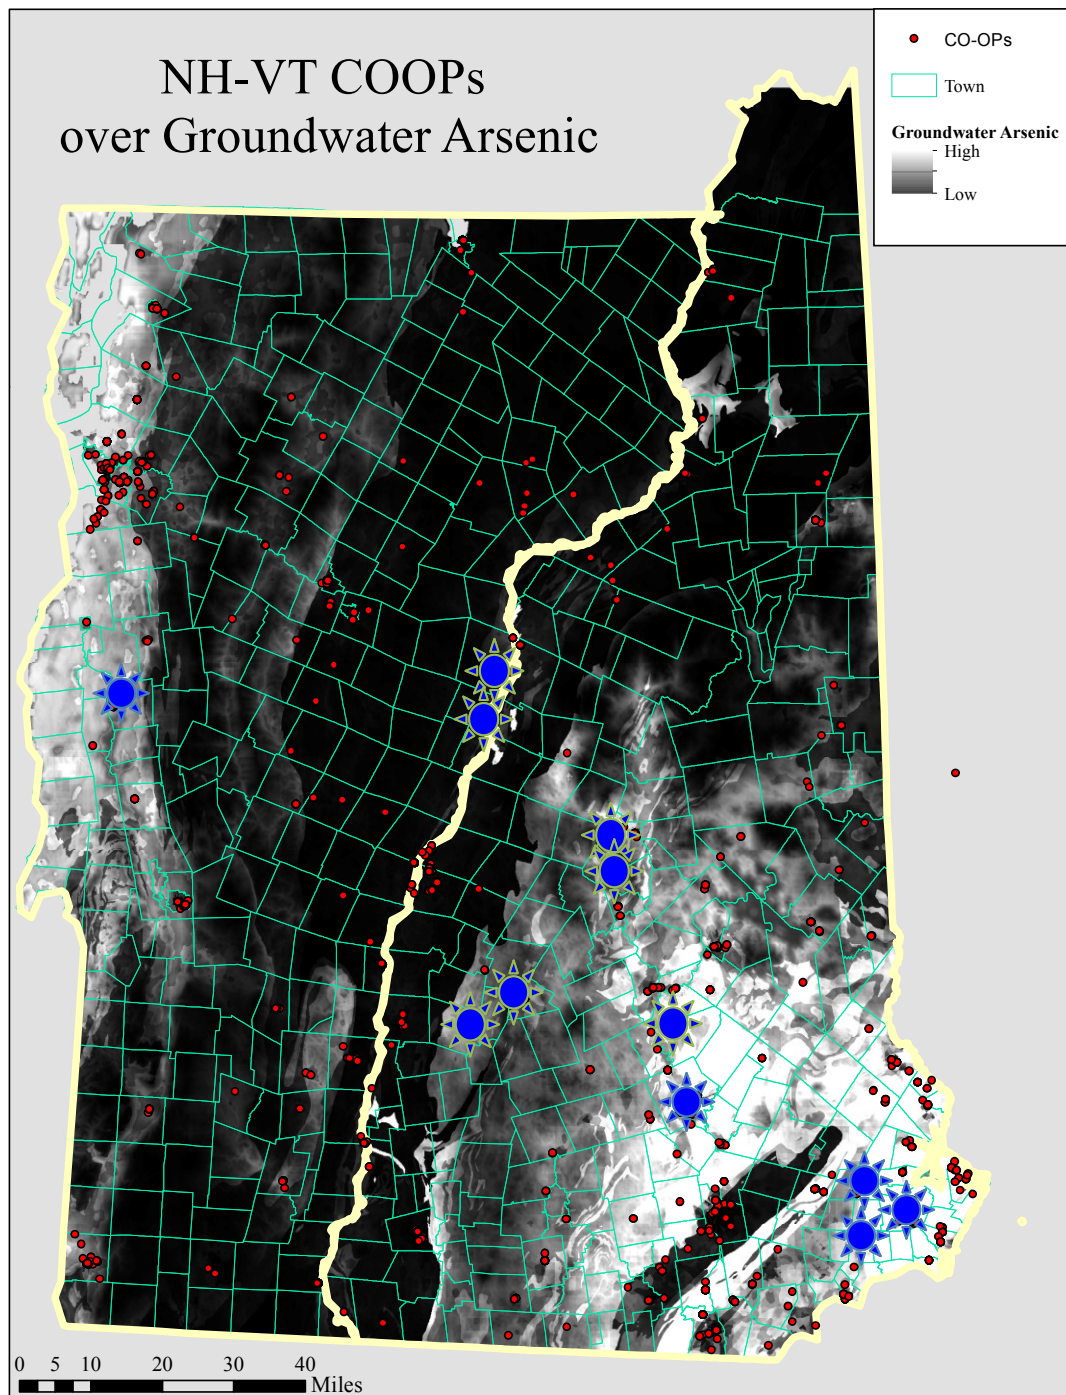 NH-VT COOPs
over Groundwater Arsenic
CO-OPs
Town
Groundwater Arsenic
High
Low
0 5 10 20 30 40
Miles